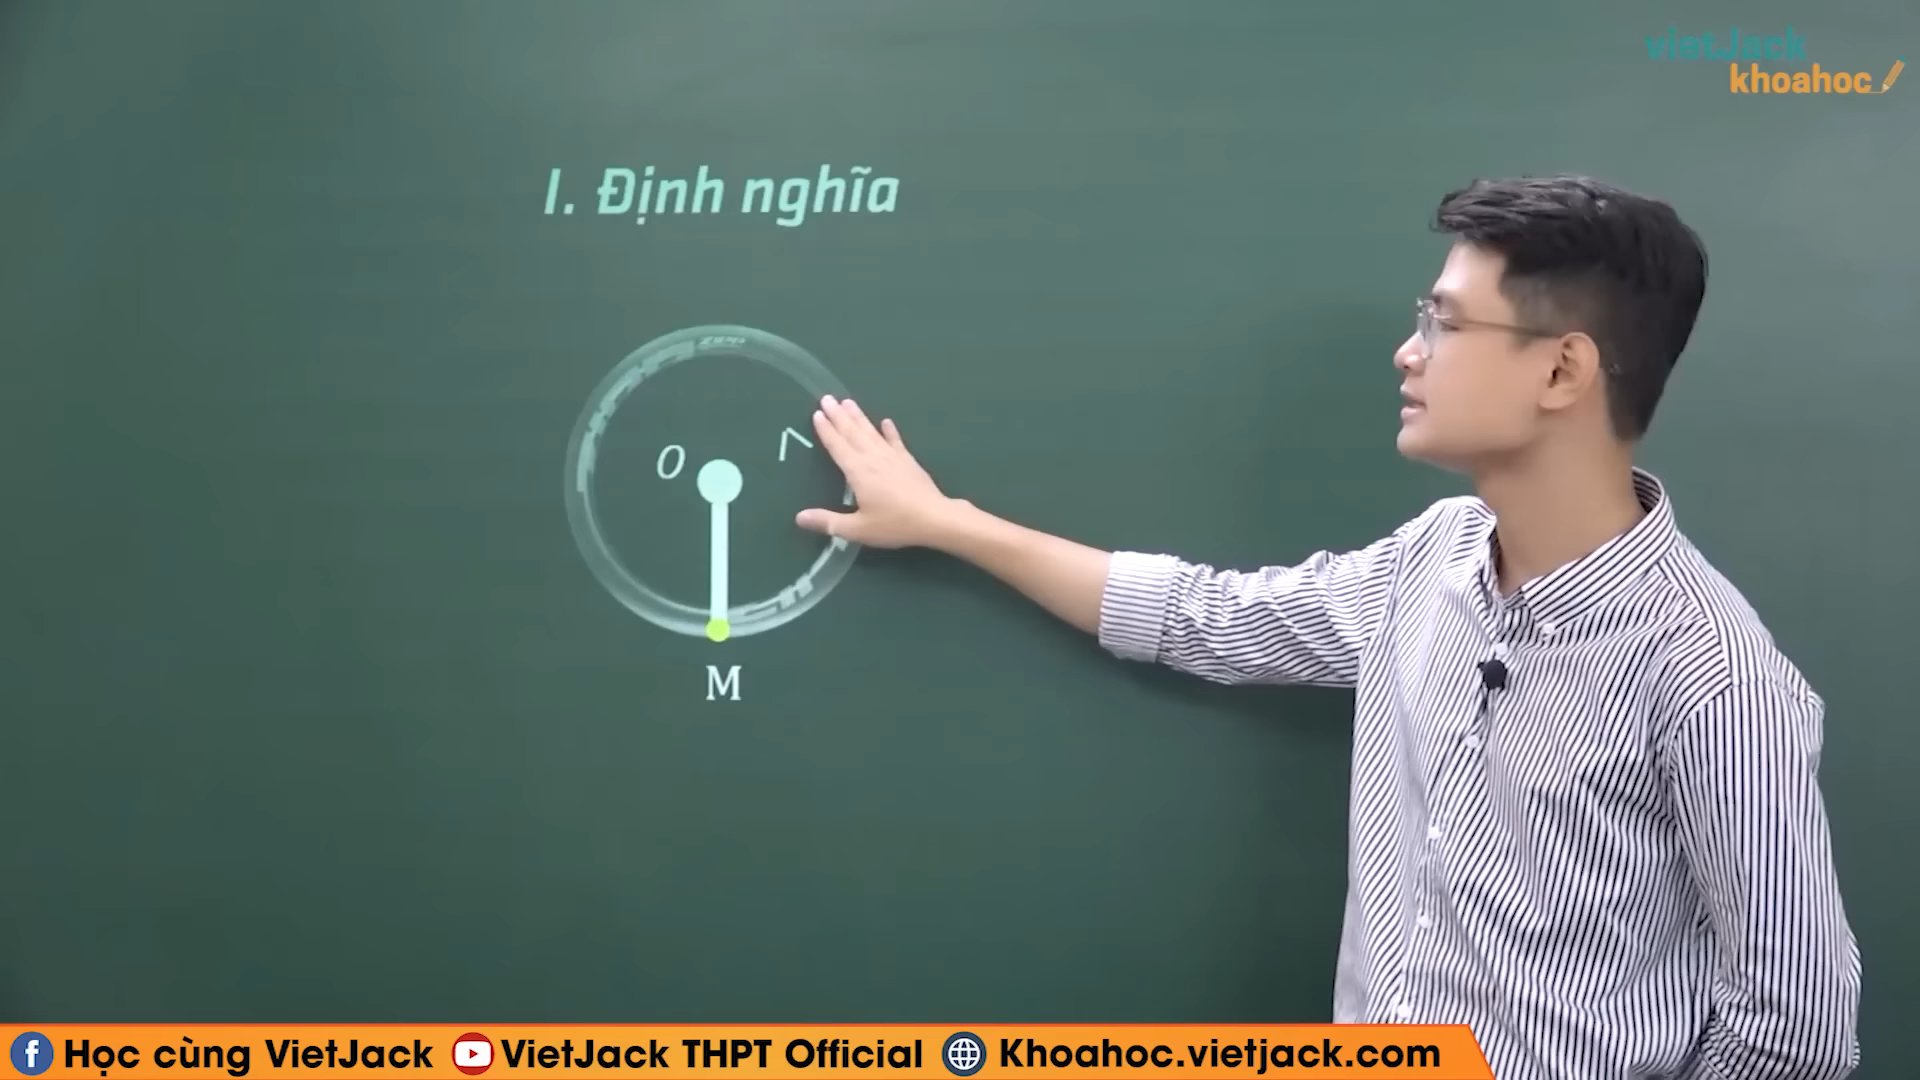 vietJack
khoahoc
I. Định nghĩa
O
M
Học cùng VietJack
VietJack THPT Official
Khoahoc.vietjack.com